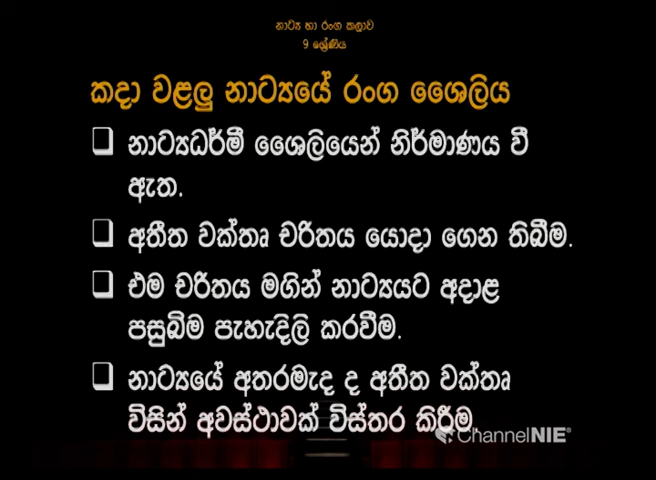 නාට්‍ය හා රංග කලාව
9 ශ්‍රේණිය
කදා වළලු නාට්‍යයේ රංග ශෛලිය
❑ නාට්‍යධර්මී ශෛලියෙන් නිර්මාණය වී
ඇත.
❑ අතීත වක්තෘ චරිතය යොදා ගෙන තිබීම.
❑ එම චරිතය මගින් නාට්‍යයට අදාළ
පසුබිම පැහැදිලි කරවීම.
❑ නාට්‍යයේ අතරමැද ද අතීත වක්තෘ
විසින් අවස්ථාවක් විස්තර කිරීම.
ChannelNIE®